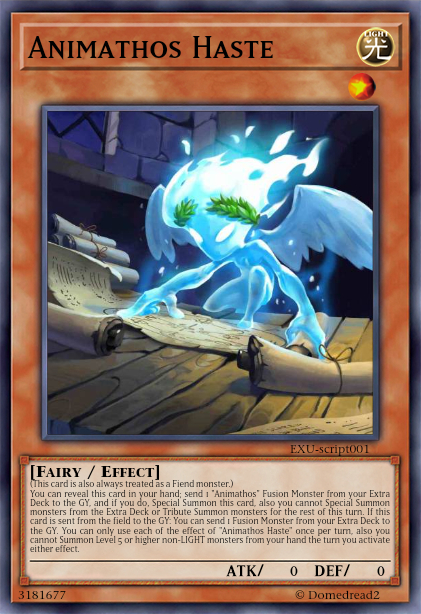 Animathos Haste
LIGHT
光
EXU-script001
[Fairy / Effect]
(This card is also always treated as a Fiend monster.)
You can reveal this card in your hand; send 1 "Animathos" Fusion Monster from your Extra
Deck to the GY, and if you do, Special Summon this card, also you cannot Special Summon
monsters from the Extra Deck or Tribute Summon monsters for the rest of this turn. If this
card is sent from the field to the GY: You can send 1 Fusion Monster from your Extra Deck to
the GY. You can only use each of the effect of "Animathos Haste" once per turn, also you
cannot Summon Level 5 or higher non-LIGHT monsters from your hand the turn you activate
either effect.
ATK/ 0 DEF/ 0
3181677 © Domedread2